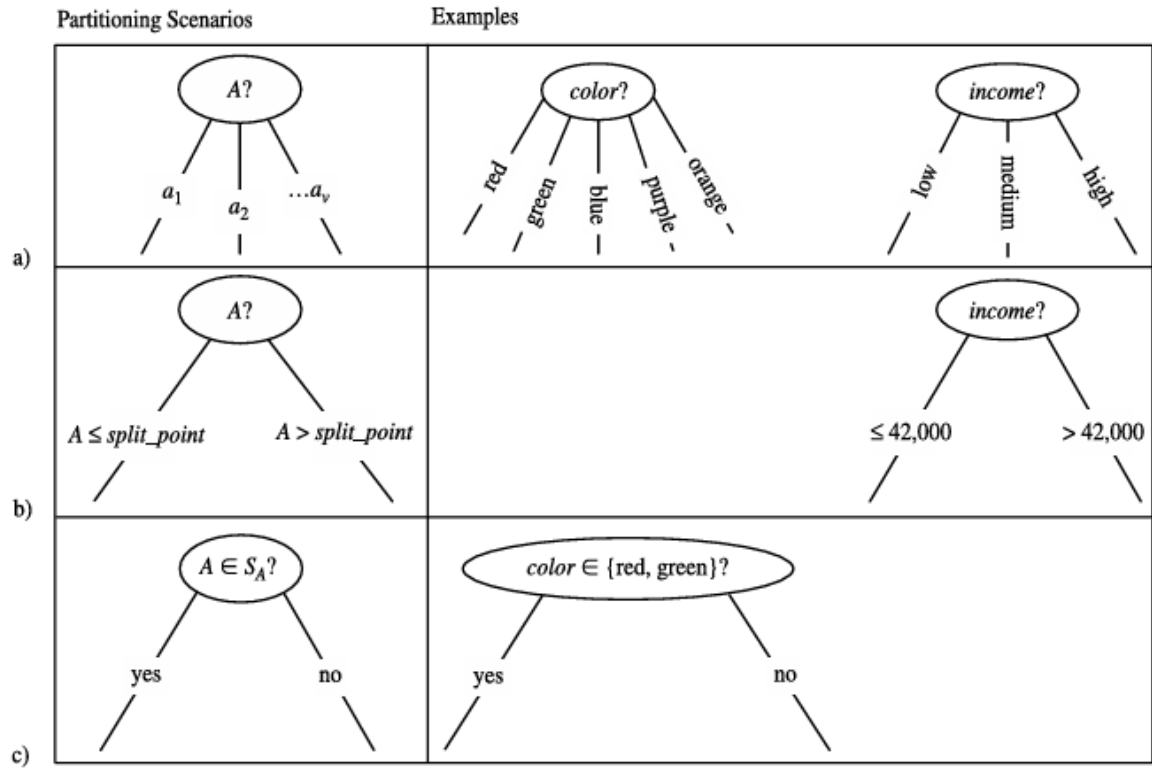 Partitioning Scenarios Examples
A? color? income?
a1 a2 …av red green blue purple orange low medium high
a)
A? income?
A ≤ split_point A > split_point ≤ 42,000 > 42,000
b)
A ∈ SA? color ∈ {red, green}?
yes no yes no
c)